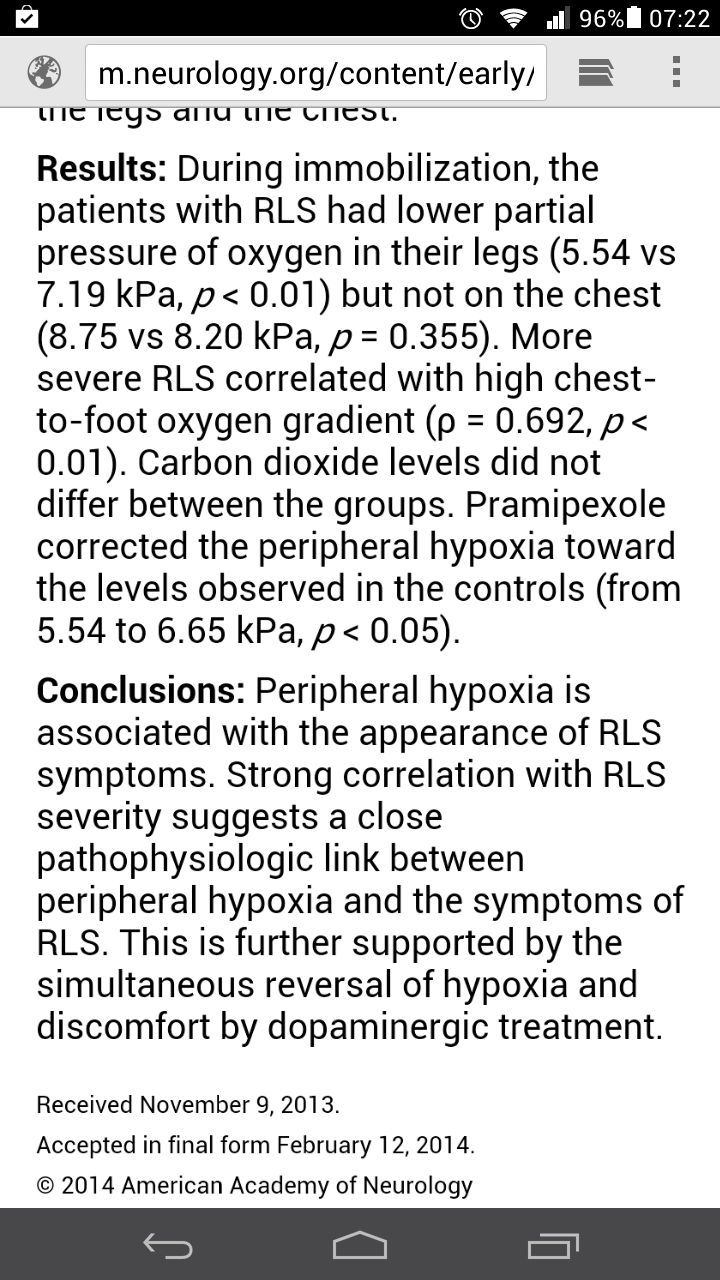 96% 07:22
m.neurology.org/content/early/
the legs and the chest.
Results: During immobilization, the
patients with RLS had lower partial
pressure of oxygen in their legs (5.54 vs
7.19 kPa, p < 0.01) but not on the chest
(8.75 vs 8.20 kPa, p = 0.355). More
severe RLS correlated with high chest-
to-foot oxygen gradient (ρ = 0.692, p <
0.01). Carbon dioxide levels did not
differ between the groups. Pramipexole
corrected the peripheral hypoxia toward
the levels observed in the controls (from
5.54 to 6.65 kPa, p < 0.05).
Conclusions: Peripheral hypoxia is
associated with the appearance of RLS
symptoms. Strong correlation with RLS
severity suggests a close
pathophysiologic link between
peripheral hypoxia and the symptoms of
RLS. This is further supported by the
simultaneous reversal of hypoxia and
discomfort by dopaminergic treatment.
Received November 9, 2013.
Accepted in final form February 12, 2014.
© 2014 American Academy of Neurology